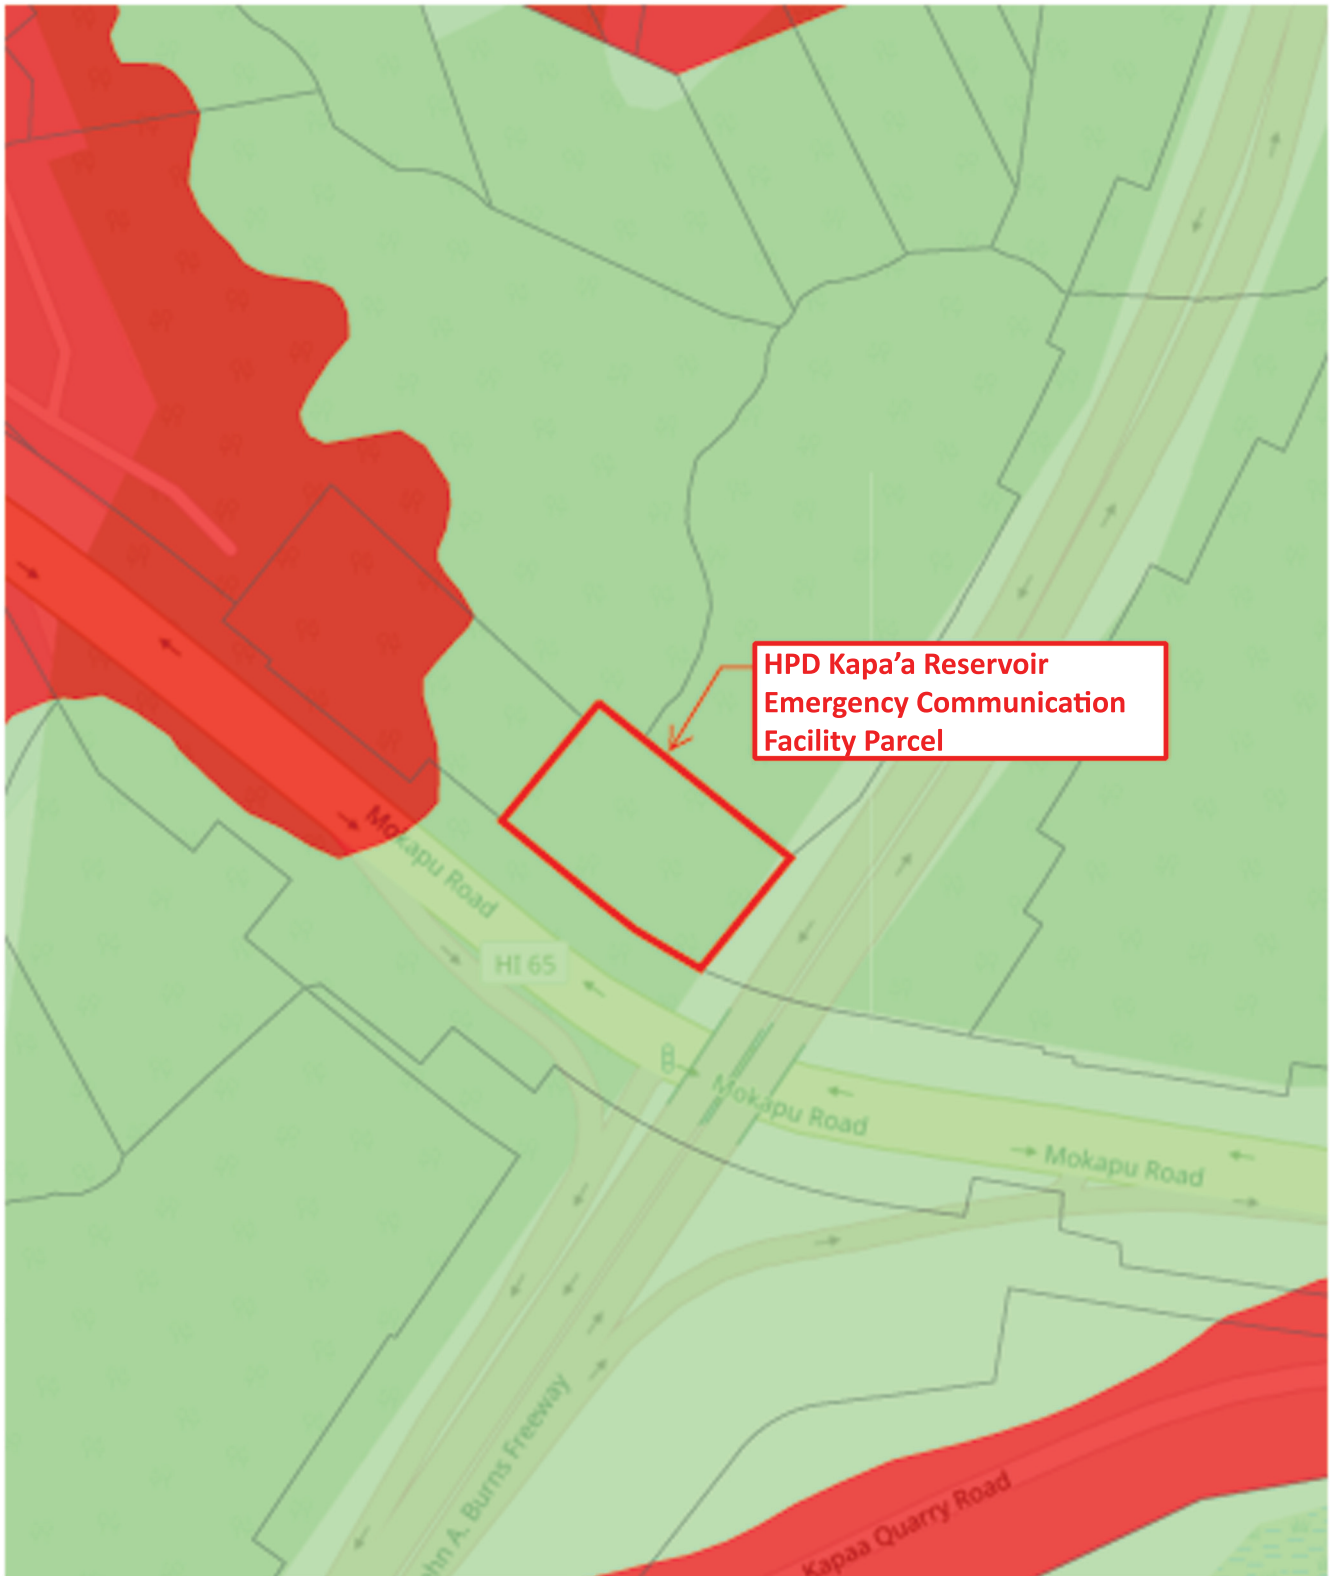 HPD Kapa’a Reservoir
Emergency Communication
Facility Parcel
Mokapu Road
HI 65
Mokapu Road
Mokapu Road
hn A. Burns Freeway
Kapaa Quarry Road